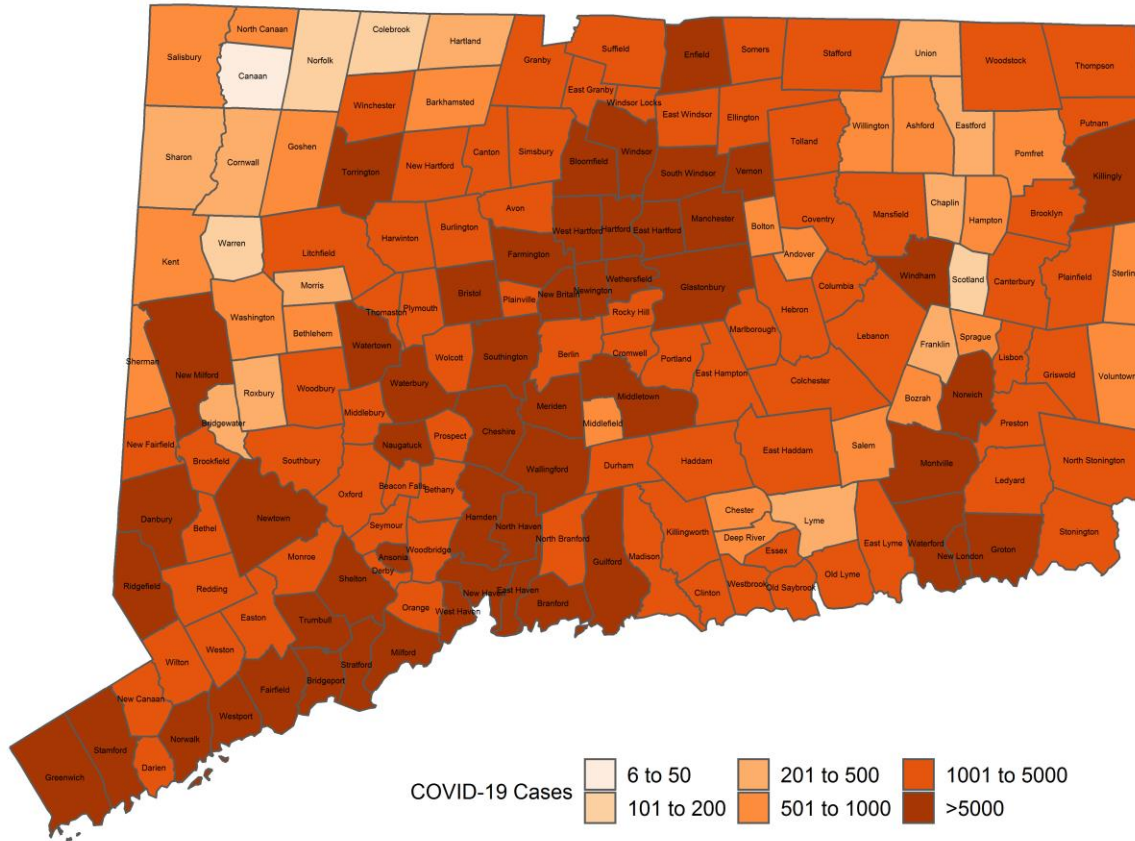 North Canaan
Colebrook
Hartland
Salisbury
Norfolk
Canaan
Granby
Suffield
Enfield
Somers
Stafford
Union
Woodstock
Thompson
East Granby
Windsor Locks
Winchester
Barkhamsted
East Windsor
Ellington
Willington
Ashford
Eastford
Putnam
Sharon
Cornwall
Goshen
Torrington
New Hartford
Canton
Simsbury
Bloomfield
Windsor
South Windsor
Vernon
Tolland
Pomfret
Killingly
Avon
West Hartford
Hartford
East Hartford
Manchester
Bolton
Coventry
Mansfield
Chaplin
Hampton
Brooklyn
Kent
Warren
Litchfield
Harwinton
Burlington
Farmington
Andover
Morris
Bristol
Plainville
New Britain
Newington
Wethersfield
Glastonbury
Hebron
Columbia
Windham
Scotland
Canterbury
Plainfield
Sterlin
Washington
Bethlehem
Thomaston
Plymouth
Rocky Hill
Marlborough
Lebanon
Franklin
Sprague
Lisbon
Griswold
Voluntown
Sherman
New Milford
Roxbury
Woodbury
Watertown
Wolcott
Southington
Berlin
Cromwell
Portland
East Hampton
Colchester
Bozrah
Norwich
Preston
Bridgewater
Middlebury
Waterbury
Cheshire
Meriden
Middlefield
Middletown
New Fairfield
Brookfield
Southbury
Naugatuck
Prospect
Wallingford
Durham
Haddam
East Haddam
Salem
Montville
Ledyard
North Stonington
Danbury
Bethel
Newtown
Oxford
Beacon Falls
Bethany
Hamden
North Haven
North Branford
Guilford
Madison
Killingworth
Chester
Deep River
Essex
Lyme
East Lyme
Waterford
New London
Groton
Stonington
Ridgefield
Redding
Monroe
Seymour
Ansonia
Derby
Woodbridge
Shelton
Orange
West Haven
New Haven
East Haven
Branford
Clinton
Westbrook
Old Saybrook
Old Lyme
Easton
Trumbull
Milford
Stratford
Wilton
Weston
Fairfield
Bridgeport
New Canaan
Westport
Norwalk
Darien
Stamford
Greenwich
COVID-19 Cases
6 to 50
201 to 500
1001 to 5000
101 to 200
501 to 1000
>5000